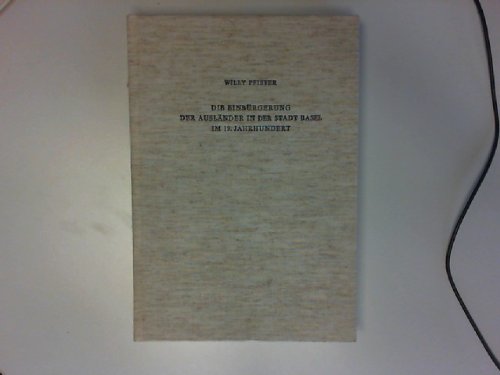 WILLY PFISTER
DIE EINBÜRGERUNG
DER AUSLÄNDER IN DER STADT BASEL
IM 19. JAHRHUNDERT